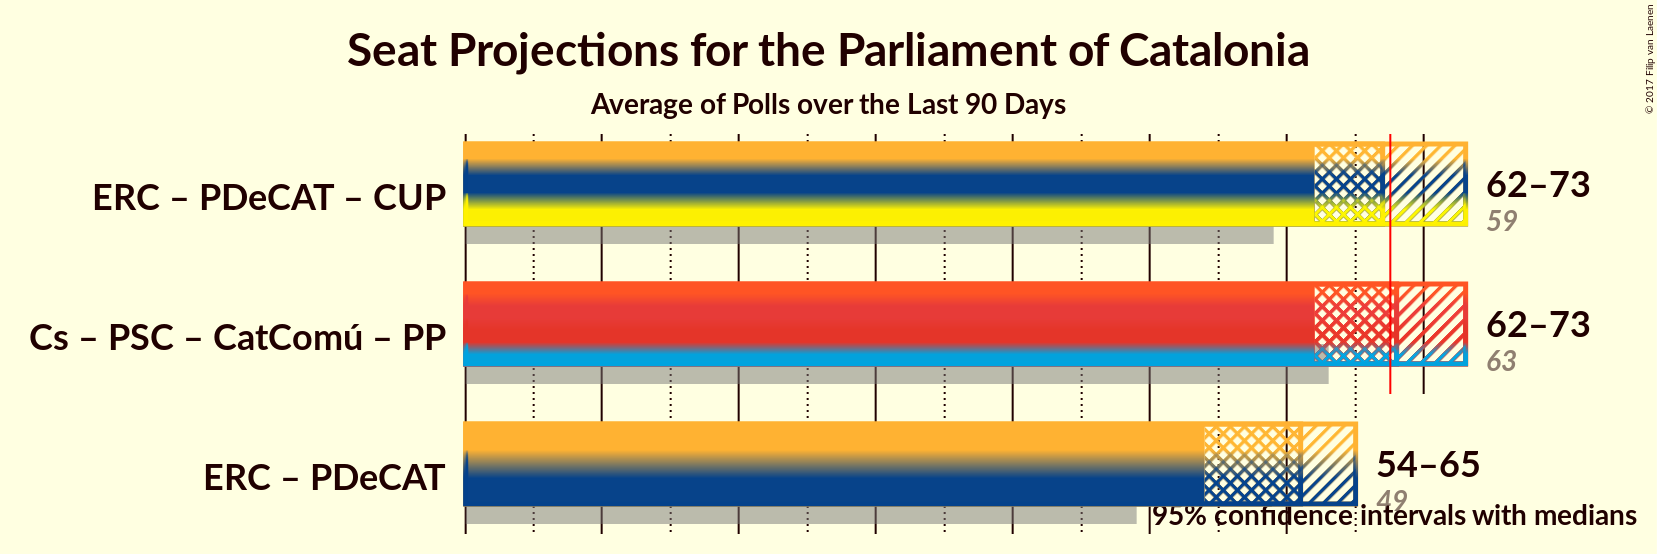 Seat Projections for the Parliament of Catalonia
Average of Polls over the Last 90 Days
© 2017 Filip van Laenen
ERC – PDeCAT – CUP
62–73
59
Cs – PSC – CatComú – PP
62–73
63
ERC – PDeCAT
54–65
49
95% confidence intervals with medians